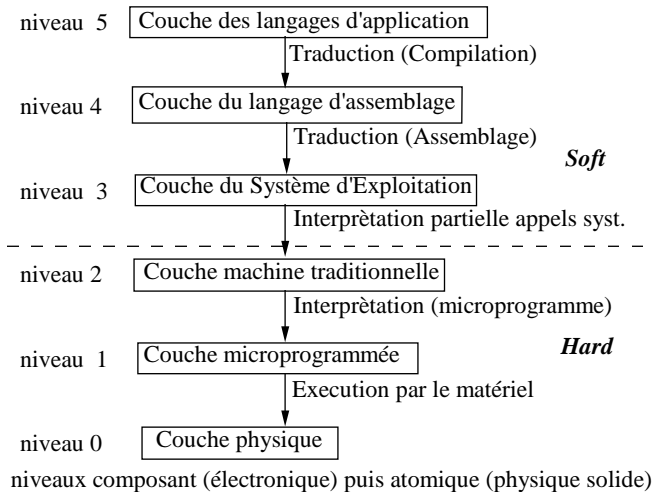 niveau 5 Couche des langages d'application
Traduction (Compilation)
niveau 4 Couche du langage d'assemblage
Traduction (Assemblage)
Soft
niveau 3 Couche du Système d'Exploitation
Interprètation partielle appels syst.
niveau 2 Couche machine traditionnelle
Interprètation (microprogramme)
niveau 1 Couche microprogrammée
Hard
Execution par le matériel
niveau 0 Couche physique
niveaux composant (électronique) puis atomique (physique solide)